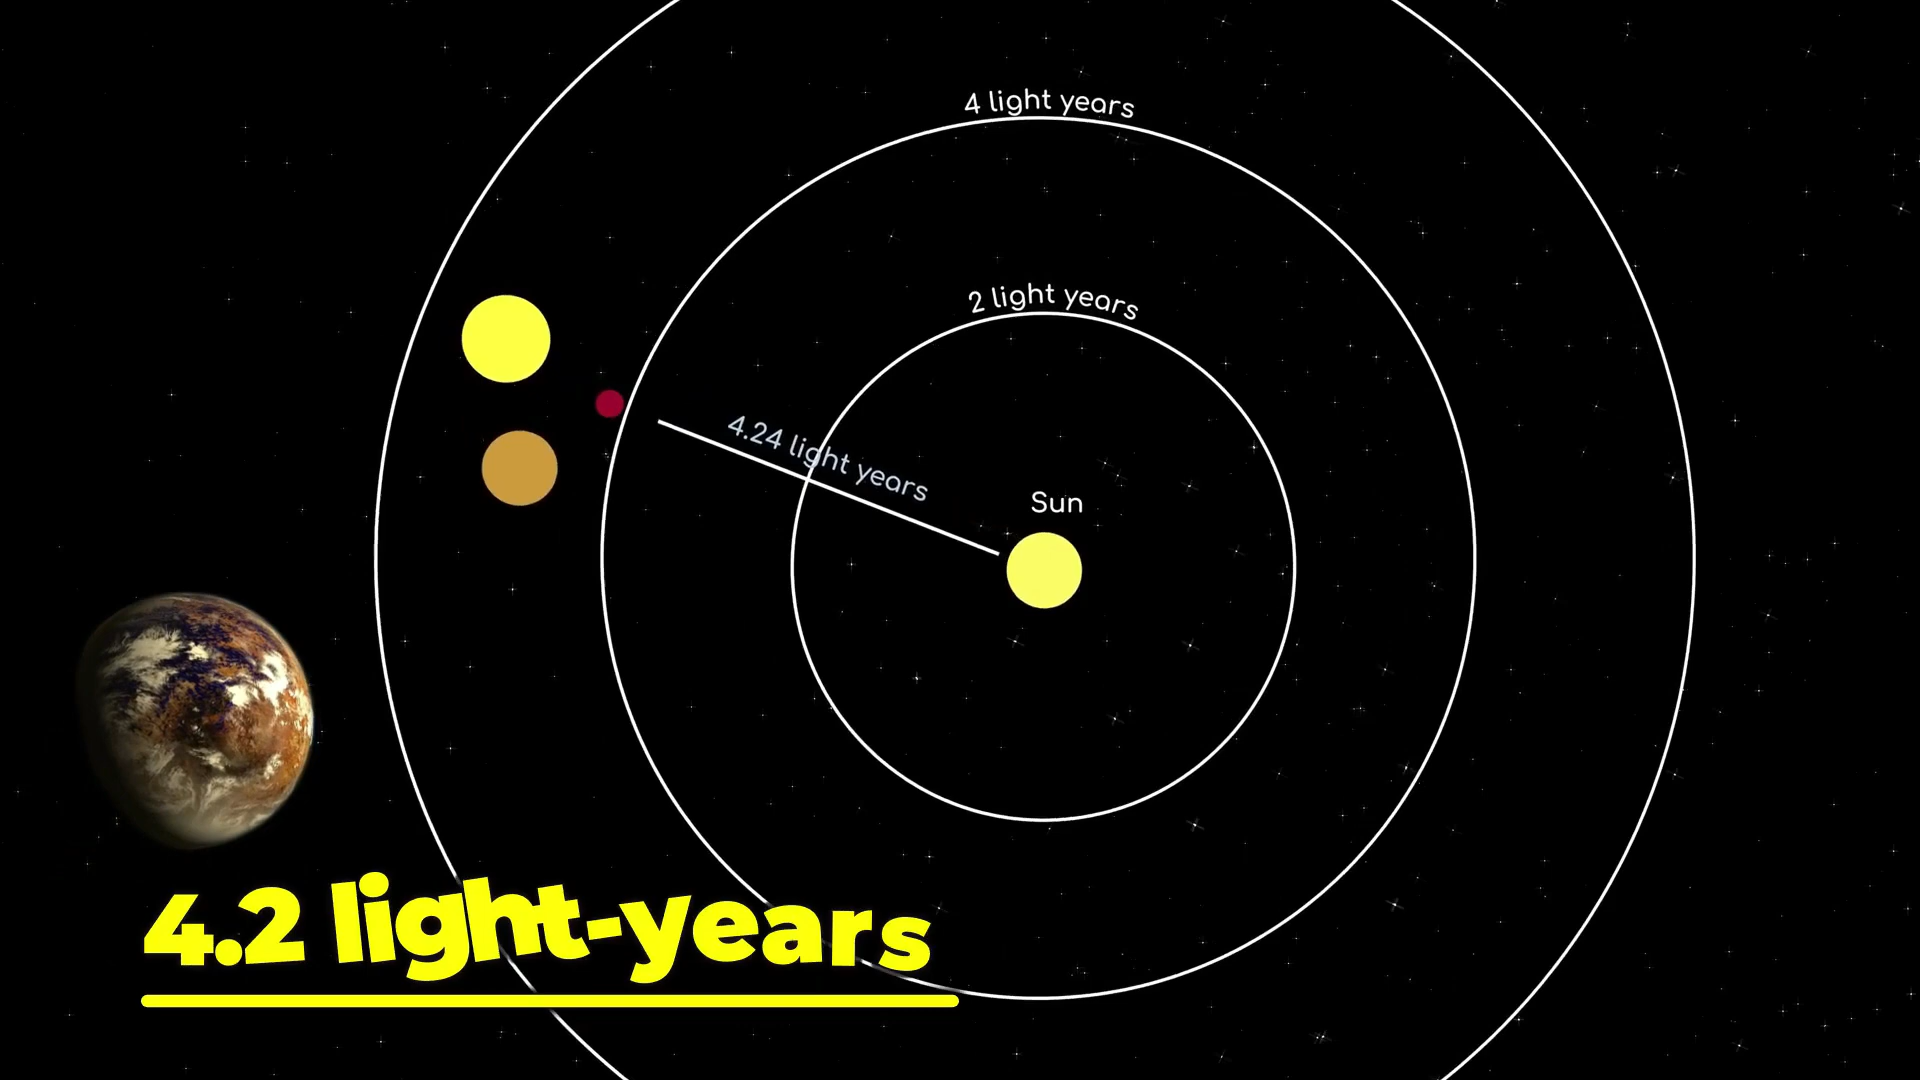 4 light years
2 light years
4.24 light years
Sun
4.2 light-years